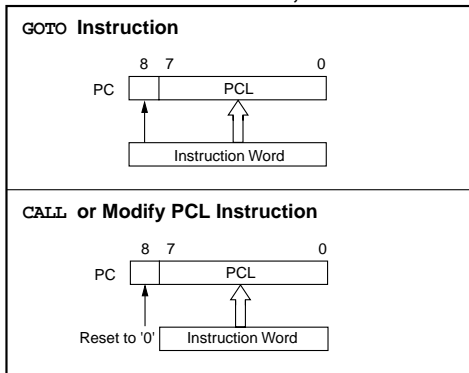 GOTO Instruction
8 7 0
PC PCL
Instruction Word
CALL or Modify PCL Instruction
8 7 0
PC PCL
Reset to '0' Instruction Word